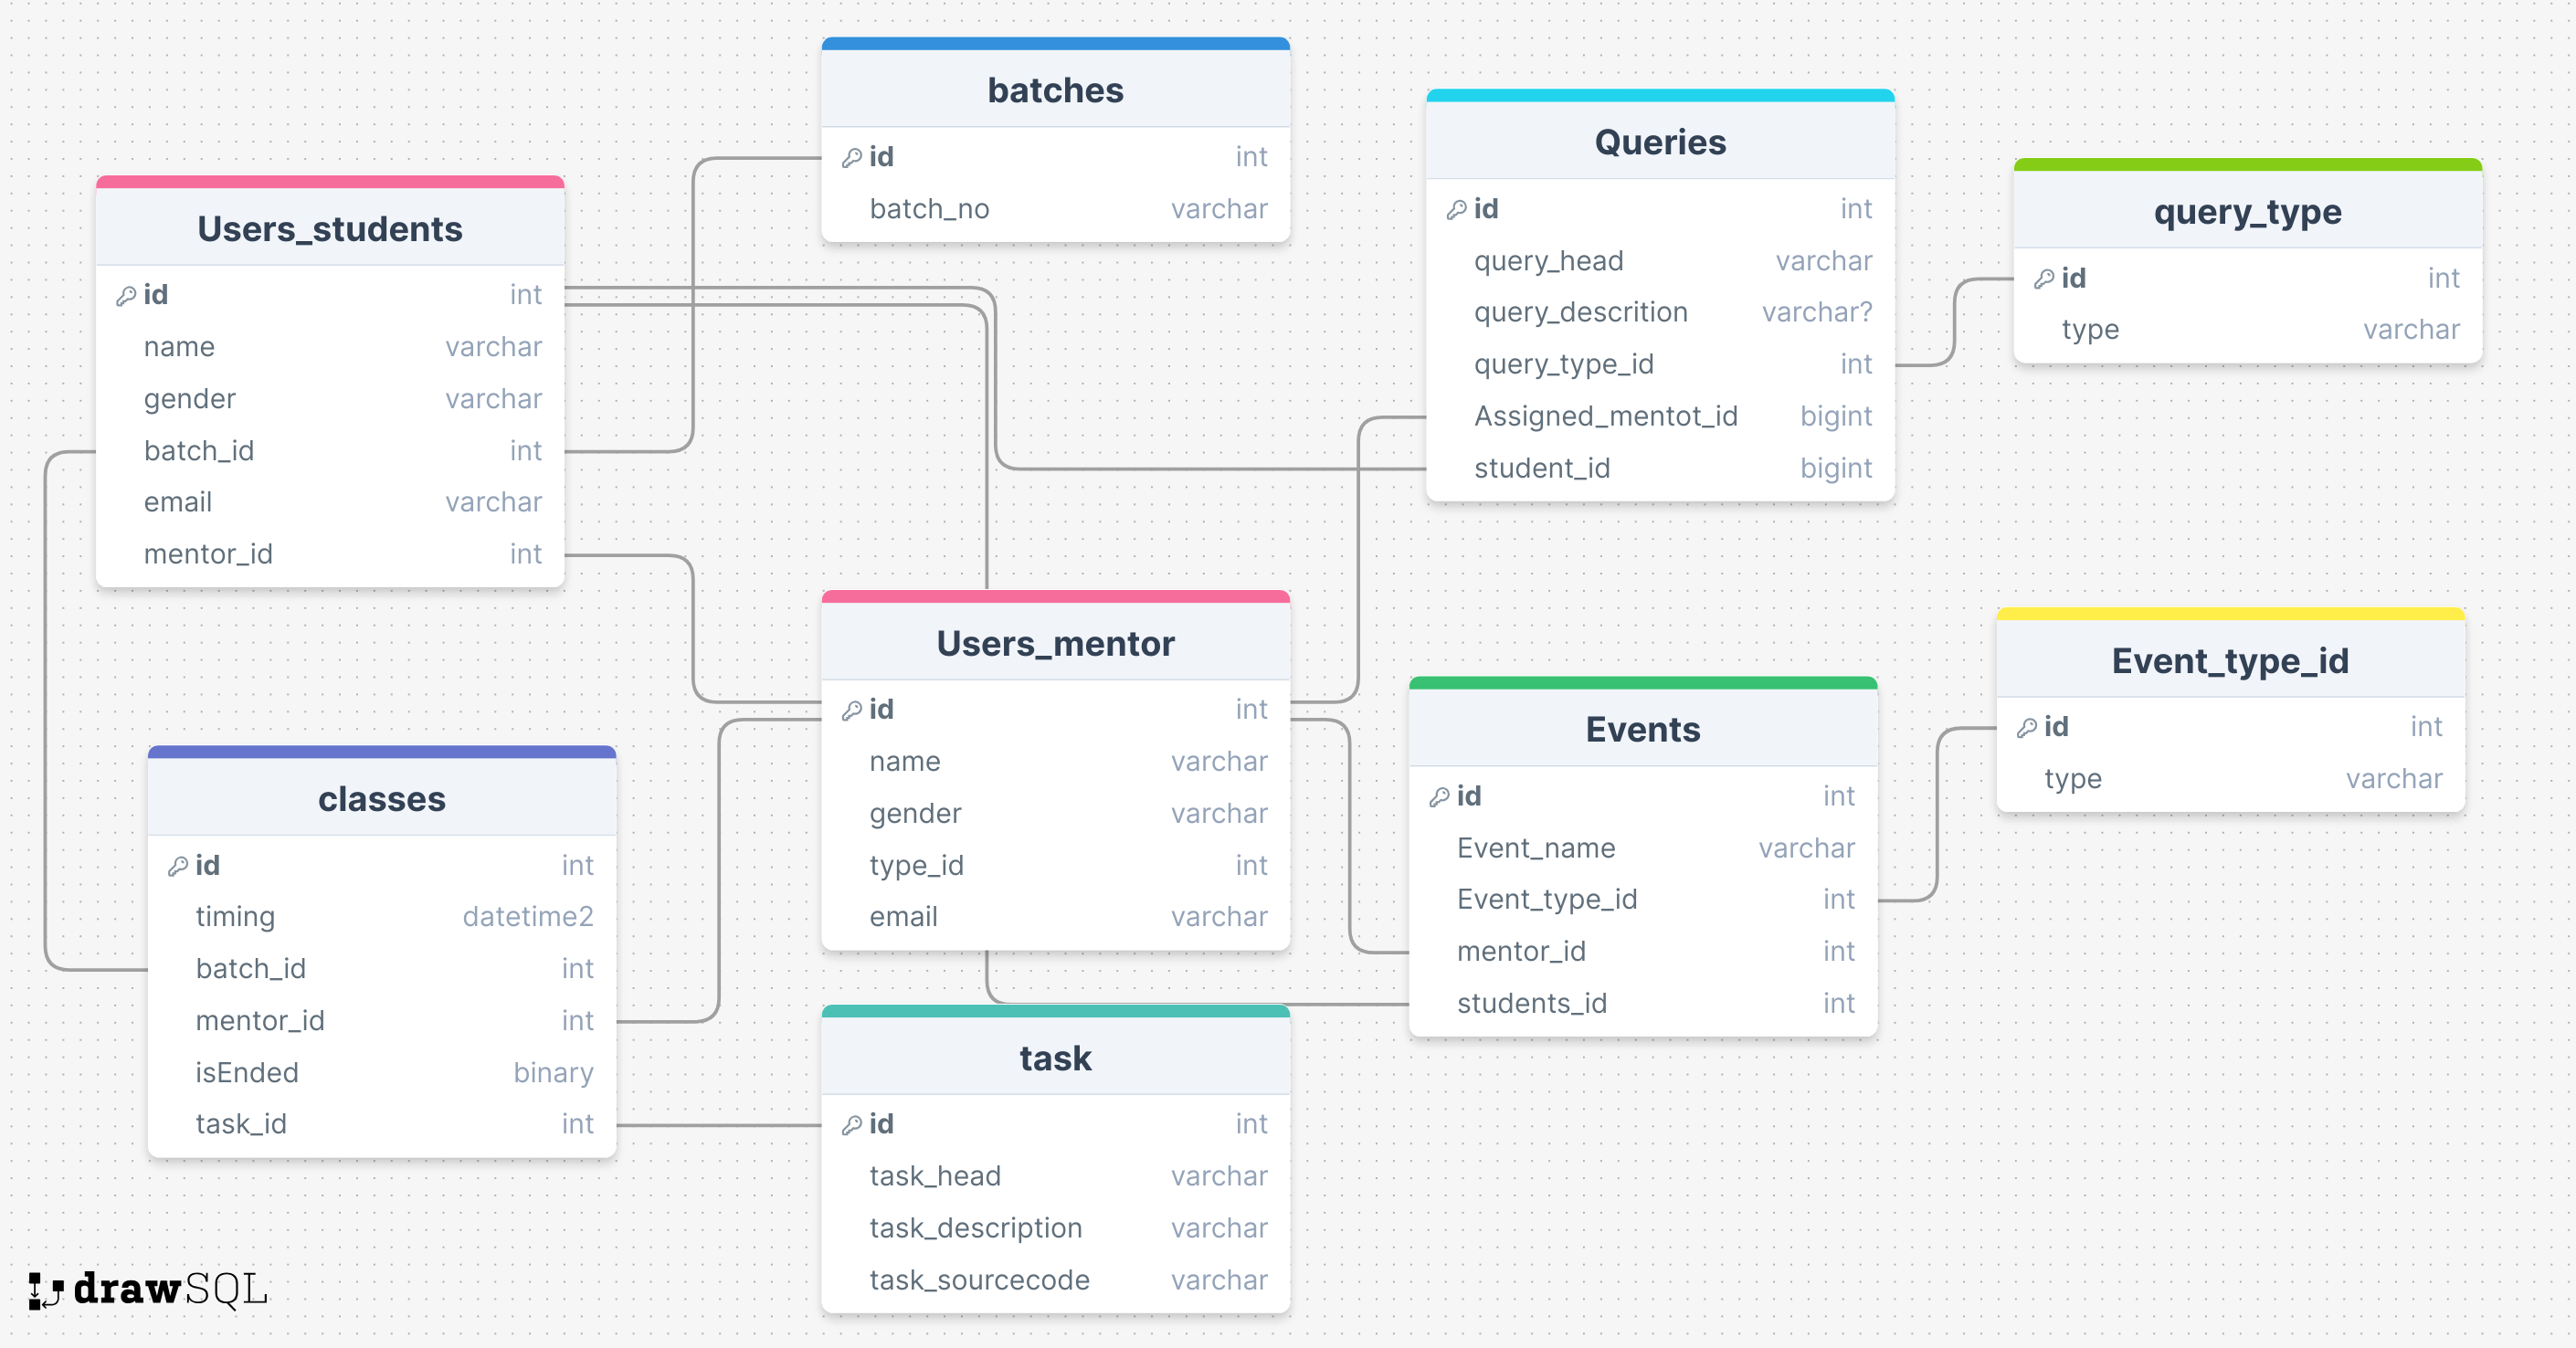 batches
id int
batch_no varchar
Users_students
id int
name varchar
gender varchar
batch_id int
email varchar
mentor_id int
Queries
id int
query_head varchar
query_descrition varchar?
query_type_id int
Assigned_mentot_id bigint
student_id bigint
query_type
id int
type varchar
Users_mentor
id int
name varchar
gender varchar
type_id int
email varchar
Event_type_id
id int
type varchar
Events
id int
Event_name varchar
Event_type_id int
mentor_id int
students_id int
classes
id int
timing datetime2
batch_id int
mentor_id int
isEnded binary
task_id int
task
id int
task_head varchar
task_description varchar
task_sourcecode varchar
drawSQL